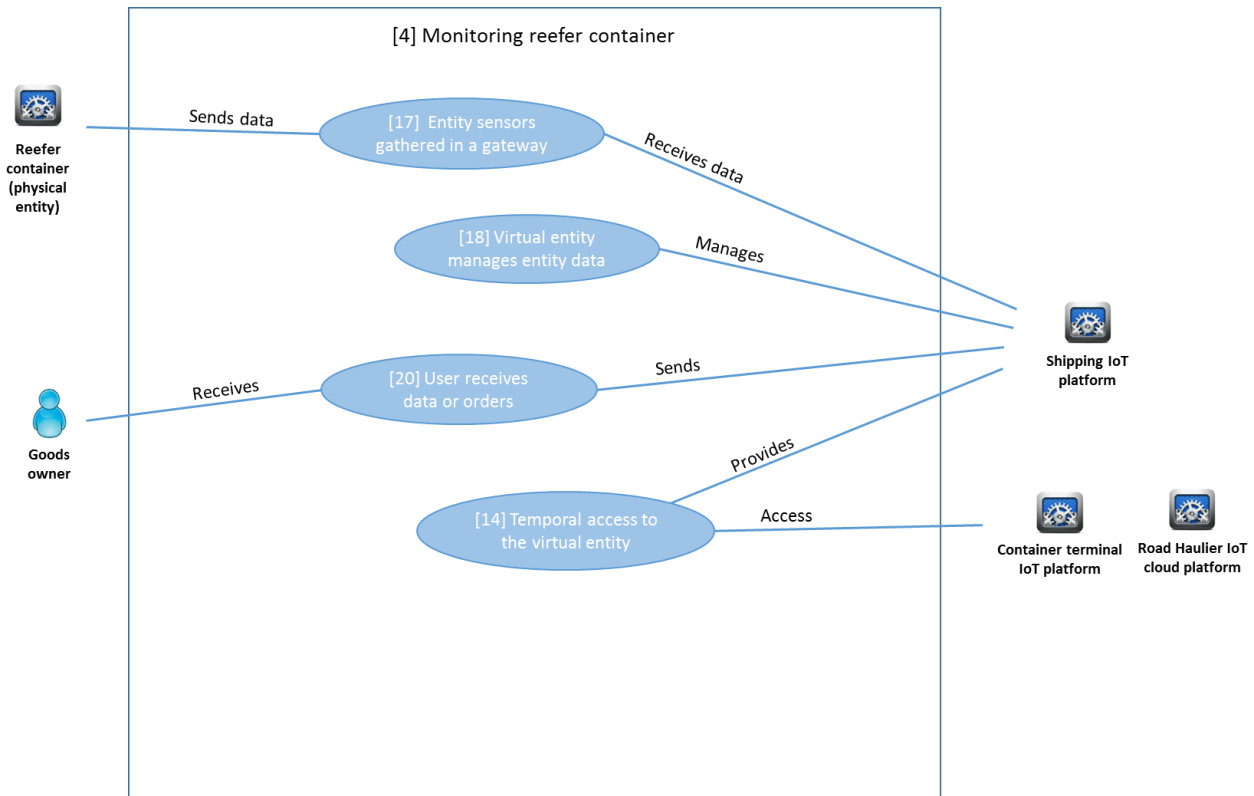 [4] Monitoring reefer container
Sends data
[17]  Entity sensors
gathered in a gateway
Receives data
Reefer
container
(physical
entity)
[18] Virtual entity
manages entity data
Manages
Shipping IoT
platform
Receives
[20] User receives
data or orders
Sends
Goods
owner
Provides
[14] Temporal access to
the virtual entity
Access
Container terminal
IoT platform
Road Haulier IoT
cloud platform